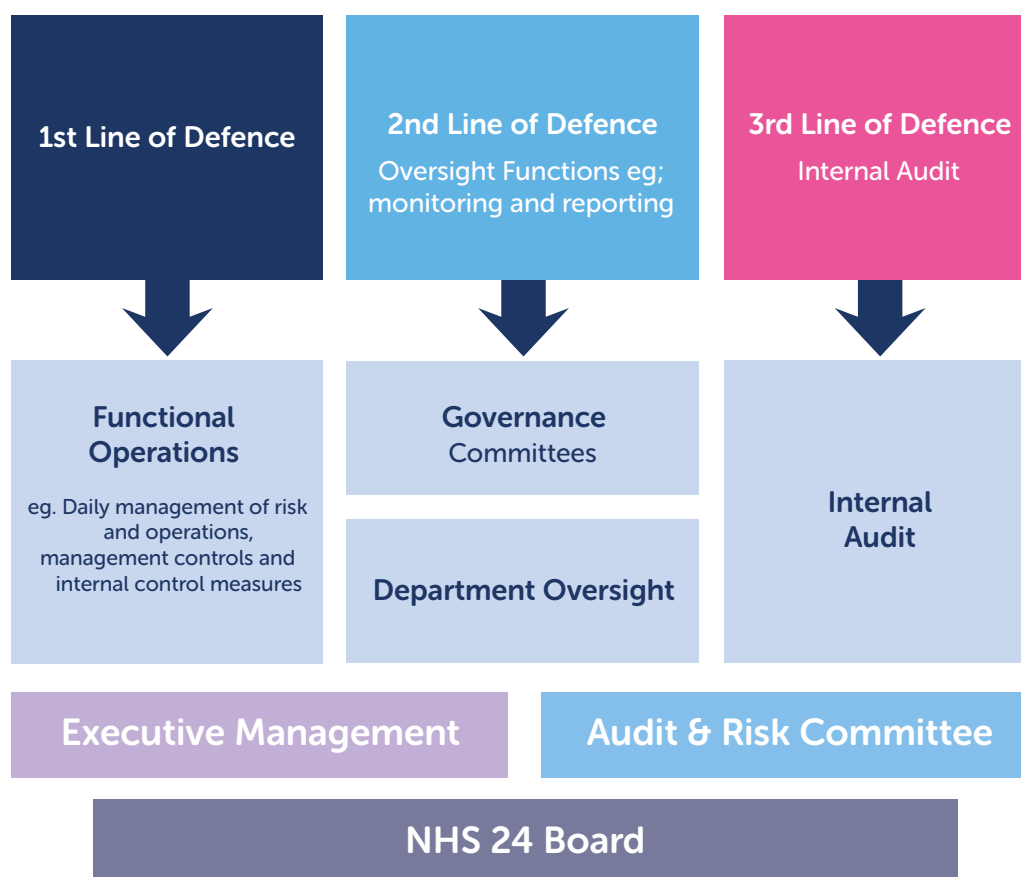 1st Line of Defence
2nd Line of Defence
Oversight Functions eg;
monitoring and reporting
3rd Line of Defence
Internal Audit
Functional
Operations
eg. Daily management of risk
and operations,
management controls and
internal control measures
Governance
Committees
Department Oversight
Internal
Audit
Executive Management
Audit & Risk Committee
NHS 24 Board